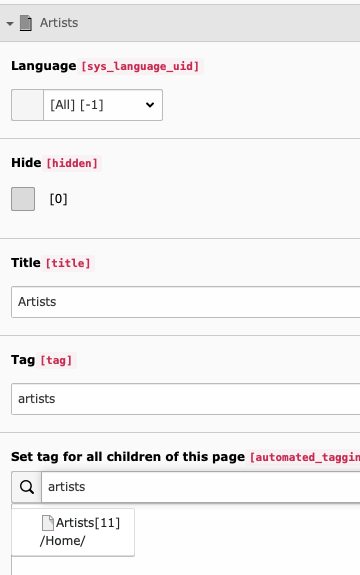 Artists
Language [sys_language_uid]
[All] [-1]
Hide [hidden]
[0]
Title [title]
Artists
Tag [tag]
artists
Set tag for all children of this page [automated_taggin
artists
Artists[11]
/Home/